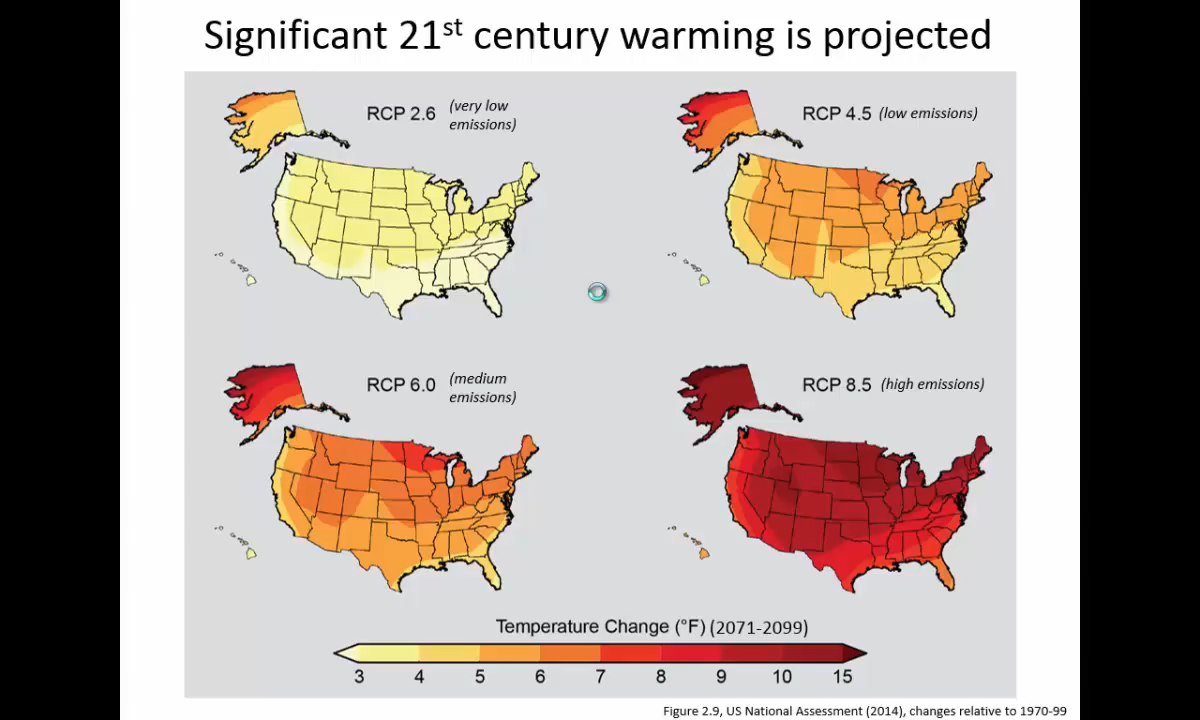 Significant 21st century warming is projected
RCP 2.6 (very low
emissions)
RCP 4.5 (low emissions)
RCP 6.0 (medium
emissions)
RCP 8.5 (high emissions)
Temperature Change (°F) (2071-2099)
3 4 5 6 7 8 9 10 15
Figure 2.9, US National Assessment (2014), changes relative to 1970-99